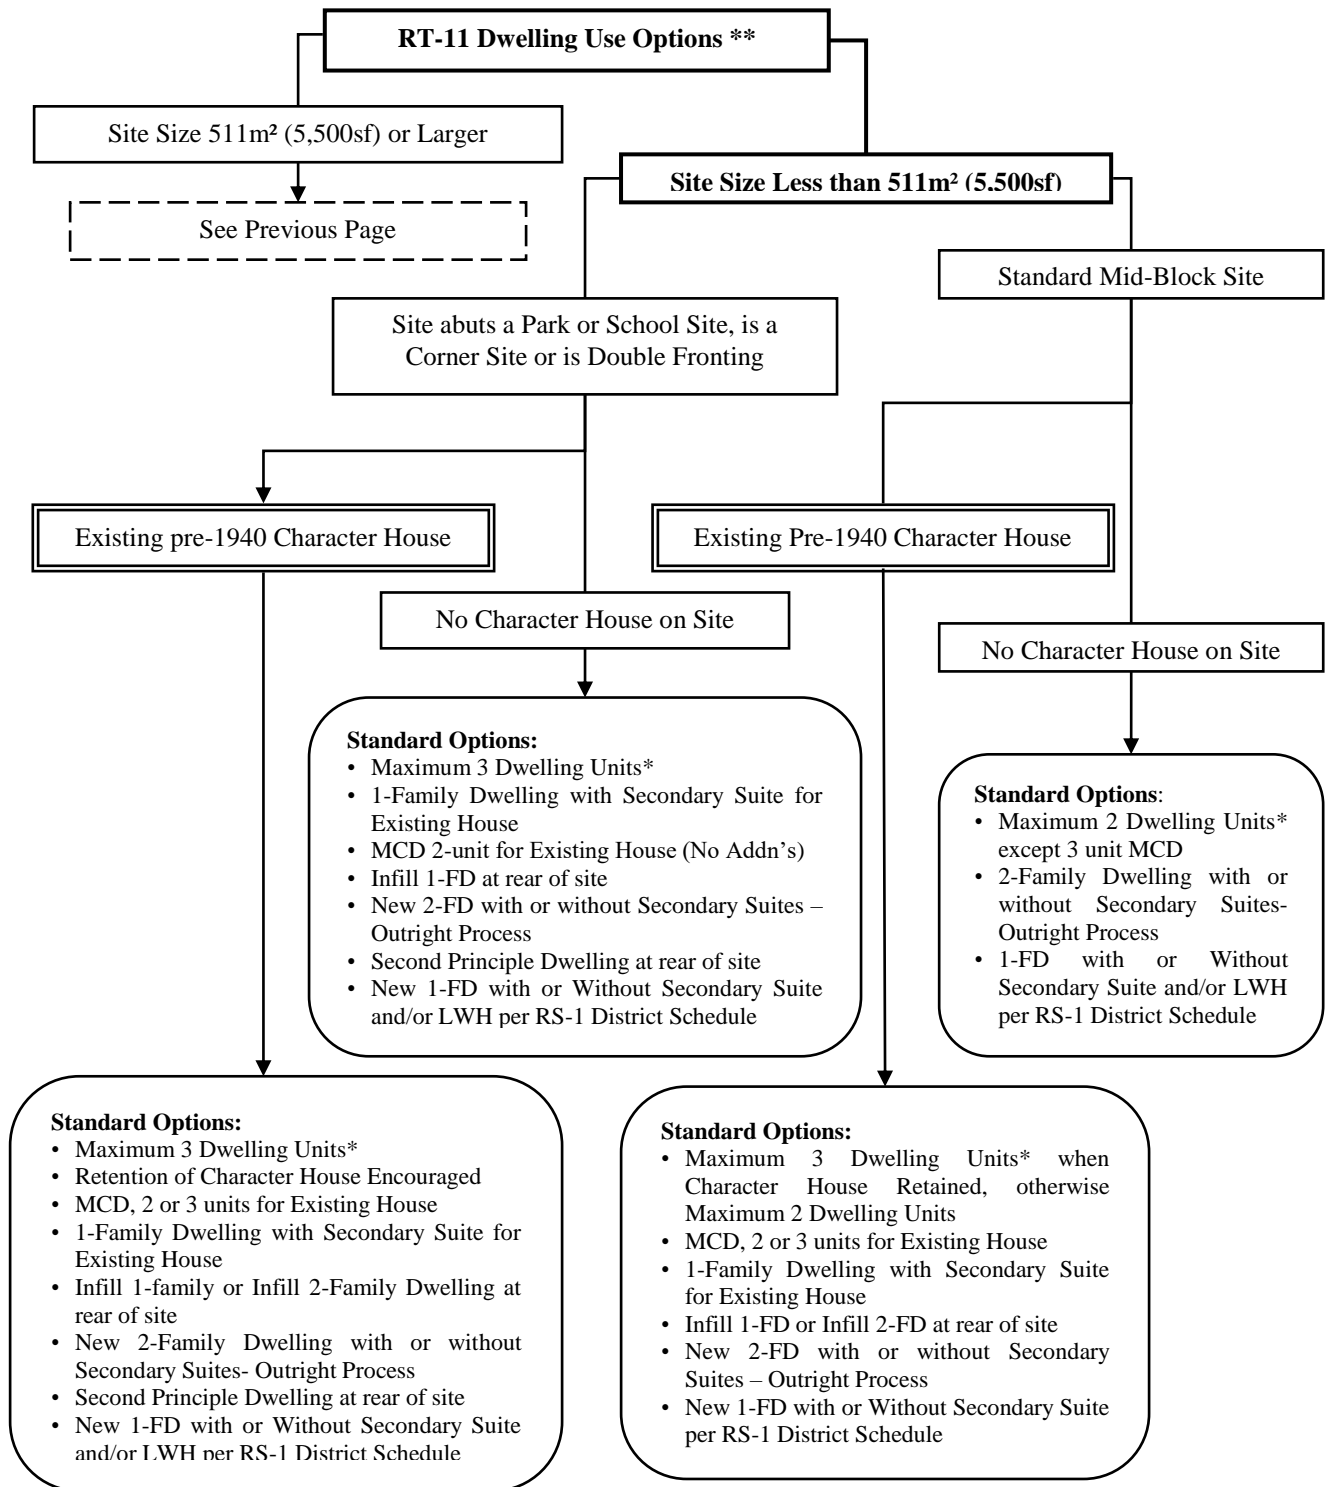 RT-11 Dwelling Use Options **
Site Size 511m² (5,500sf) or Larger
Site Size Less than 511m² (5,500sf)
See Previous Page
Standard Mid-Block Site
Site abuts a Park or School Site, is a
Corner Site or is Double Fronting
Existing pre-1940 Character House
Existing Pre-1940 Character House
No Character House on Site
No Character House on Site
Standard Options:
• Maximum 3 Dwelling Units*
• 1-Family Dwelling with Secondary Suite for
Existing House
• MCD 2-unit for Existing House (No Addn's)
• Infill 1-FD at rear of site
• New 2-FD with or without Secondary Suites –
Outright Process
• Second Principle Dwelling at rear of site
• New 1-FD with or Without Secondary Suite
and/or LWH per RS-1 District Schedule
Standard Options:
• Maximum 2 Dwelling Units*
except 3 unit MCD
• 2-Family Dwelling with or
without Secondary Suites-
Outright Process
• 1-FD with or Without
Secondary Suite and/or LWH
per RS-1 District Schedule
Standard Options:
• Maximum 3 Dwelling Units*
• Retention of Character House Encouraged
• MCD, 2 or 3 units for Existing House
• 1-Family Dwelling with Secondary Suite for
Existing House
• Infill 1-family or Infill 2-Family Dwelling at
rear of site
• New 2-Family Dwelling with or without
Secondary Suites- Outright Process
• Second Principle Dwelling at rear of site
• New 1-FD with or Without Secondary Suite
and/or LWH per RS-1 District Schedule
Standard Options:
• Maximum 3 Dwelling Units* when
Character House Retained, otherwise
Maximum 2 Dwelling Units
• MCD, 2 or 3 units for Existing House
• 1-Family Dwelling with Secondary Suite
for Existing House
• Infill 1-FD or Infill 2-FD at rear of site
• New 2-FD with or without Secondary
Suites – Outright Process
• New 1-FD with or Without Secondary Suite
per RS-1 District Schedule